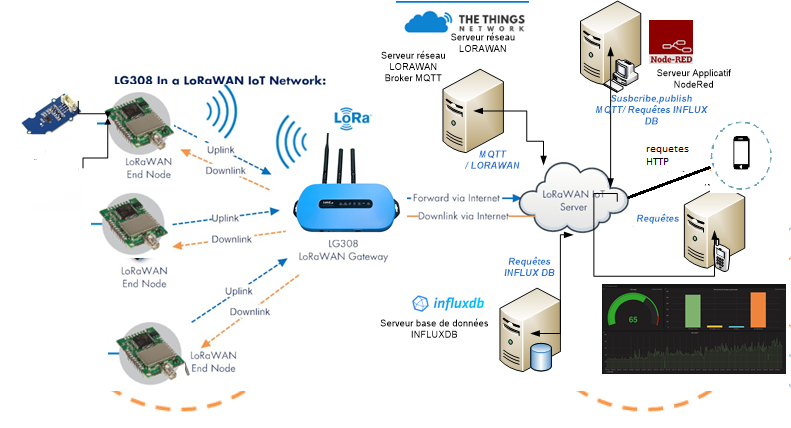 THE THINGS
NETWORK
Serveur réseau
LORAWAN
Serveur réseau
LORAWAN
Broker MQTT
Node-RED
Serveur Applicatif
NodeRed
LG308 In a LoRaWAN IoT Network:
Susbcribe,publish
MQTT/ Requêtes INFLUX
DB
LoRa
Uplink
Downlink
LoRaWAN
End Node
MQTT
/ LORAWAN
requetes
HTTP
Forward via Internet
Downlink via Internet
LoRaWAN IoT
Server
Uplink
Downlink
LG308
LoRaWAN Gateway
Requêtes
LoRaWAN
End Node
Requêtes
INFLUX DB
Uplink
Downlink
influxdb
Serveur base de données
INFLUXDB
65
LoRaWAN
End Node